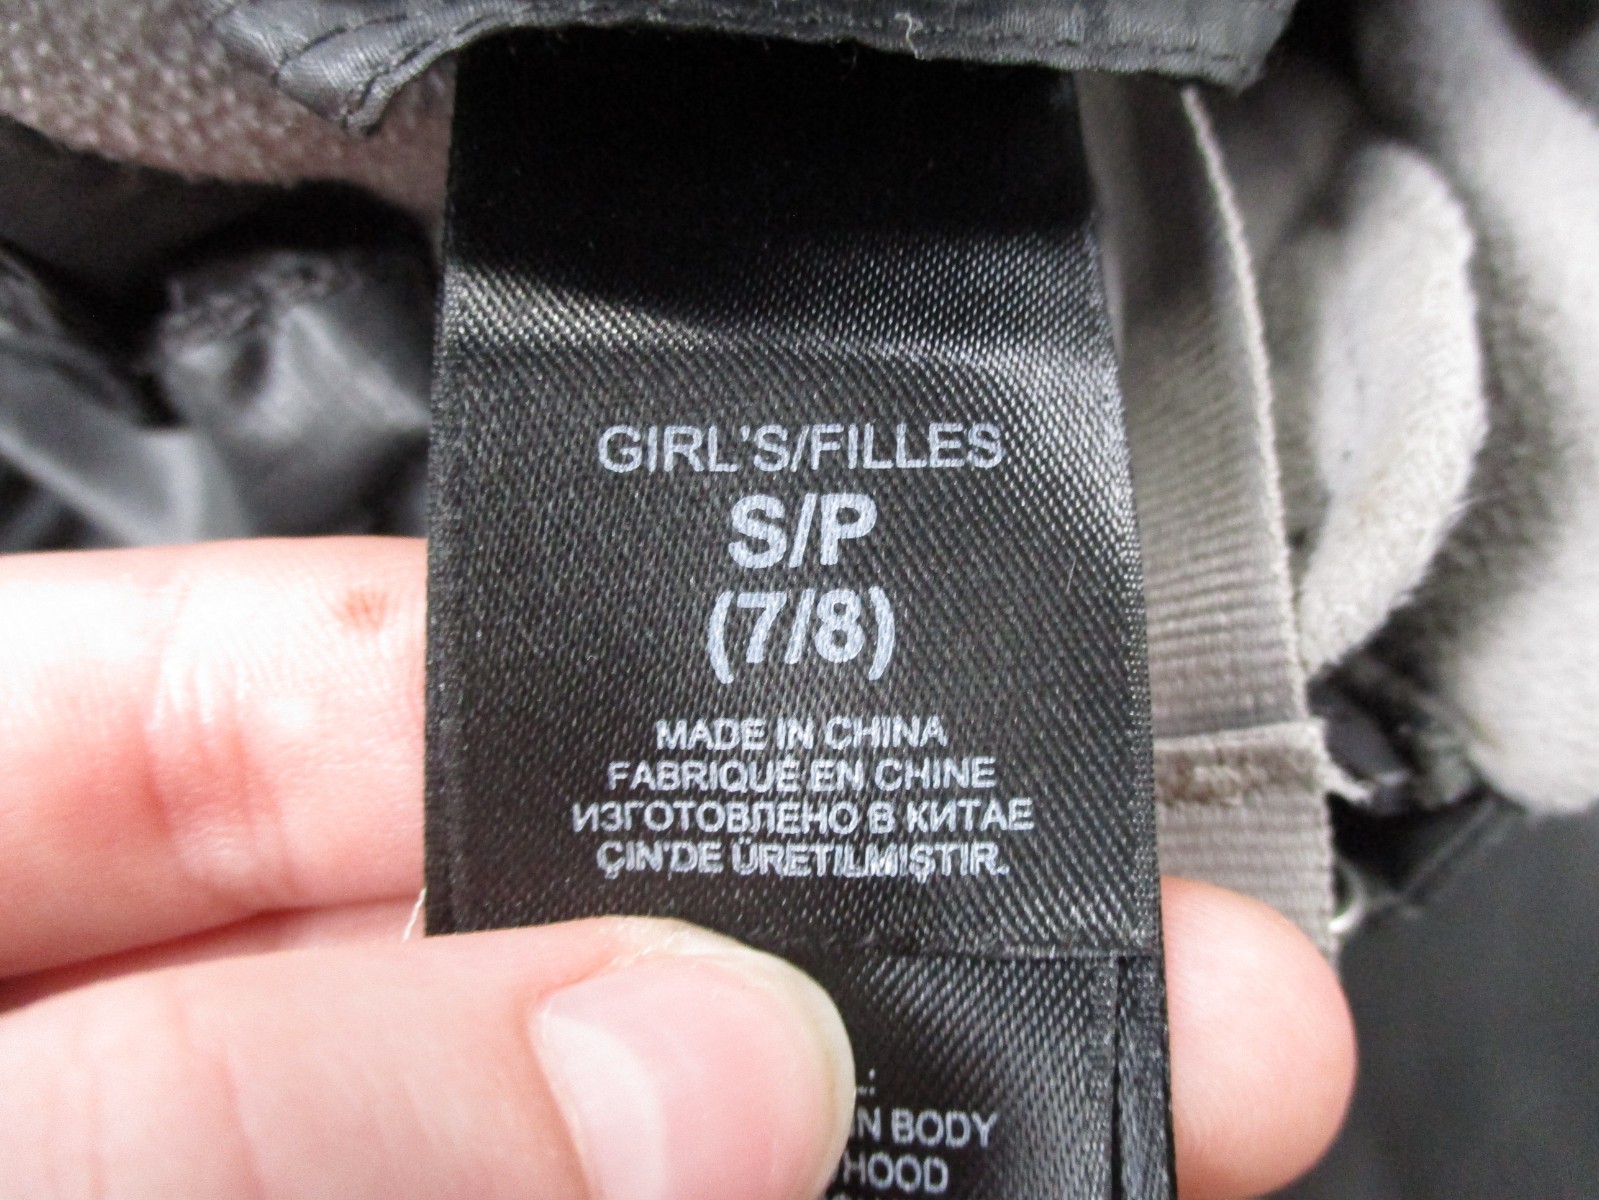 GIRL'S/FILLES
S/P
(7/8)
MADE IN CHINA
FABRIQUÉ EN CHINE
ИЗГОТОВЛЕНО В КИТАЕ
ÇIN'DE ÜRETILMIŞTIR.
BODY
HOOD